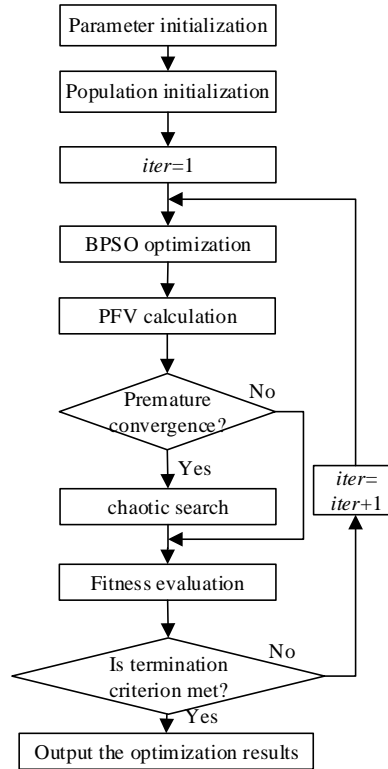 Parameter initialization
Population initialization
iter=1
BPSO optimization
PFV calculation
No
Premature
convergence?
Yes
chaotic search
iter=
iter+1
Fitness evaluation
No
Is termination
criterion met?
Yes
Output the optimization results